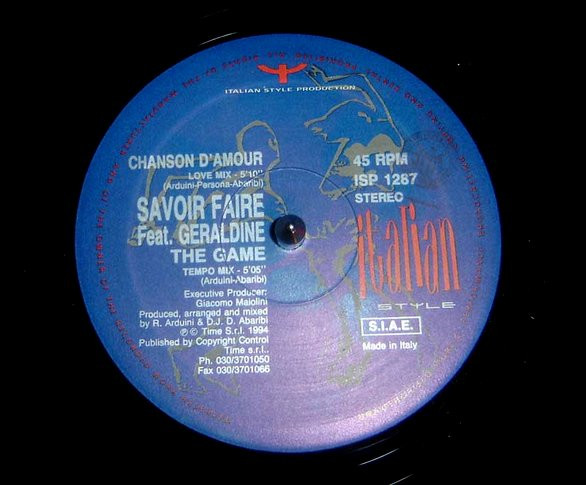 ITALIAN STYLE PRODUCTION
CHANSON D'AMOUR
LOVE MIX - 5'10"
(Arduini-Persona-Abaribi)
SAVOIR FAIRE
Feat. GERALDINE
THE GAME
TEMPO MIX - 5'05"
(Arduini-Abaribi)
Executive Producer:
Giacomo Maiolini
Produced, arranged and mixed
by R. Arduini & D.J. D. Abaribi
℗ © Time S.r.l. 1994
Published by Copyright Control
Time s.r.l..
Ph. 030/3701050
Fax 030/3701066
45 RPM
ISP 1267
STEREO
italian
STYLE
S.I.A.E.
Made in Italy